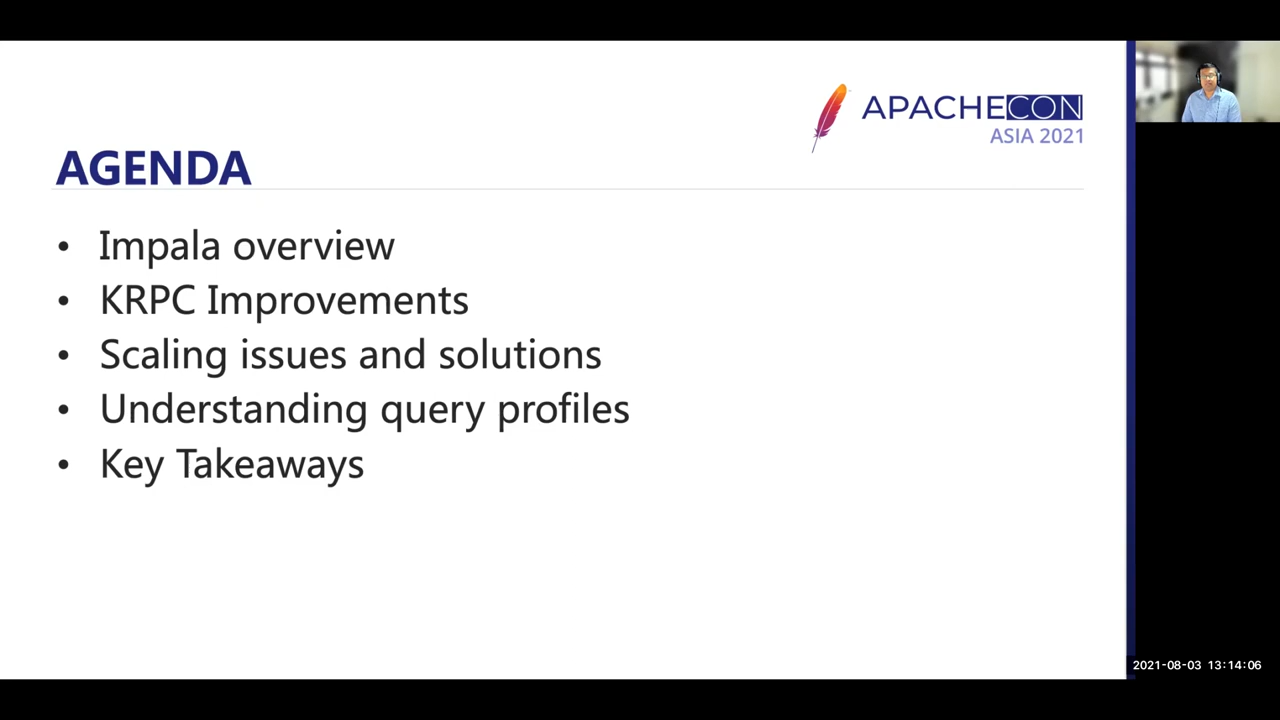 APACHECON
ASIA 2021
AGENDA
• Impala overview
• KRPC Improvements
• Scaling issues and solutions
• Understanding query profiles
• Key Takeaways
2021-08-03 13:14:06